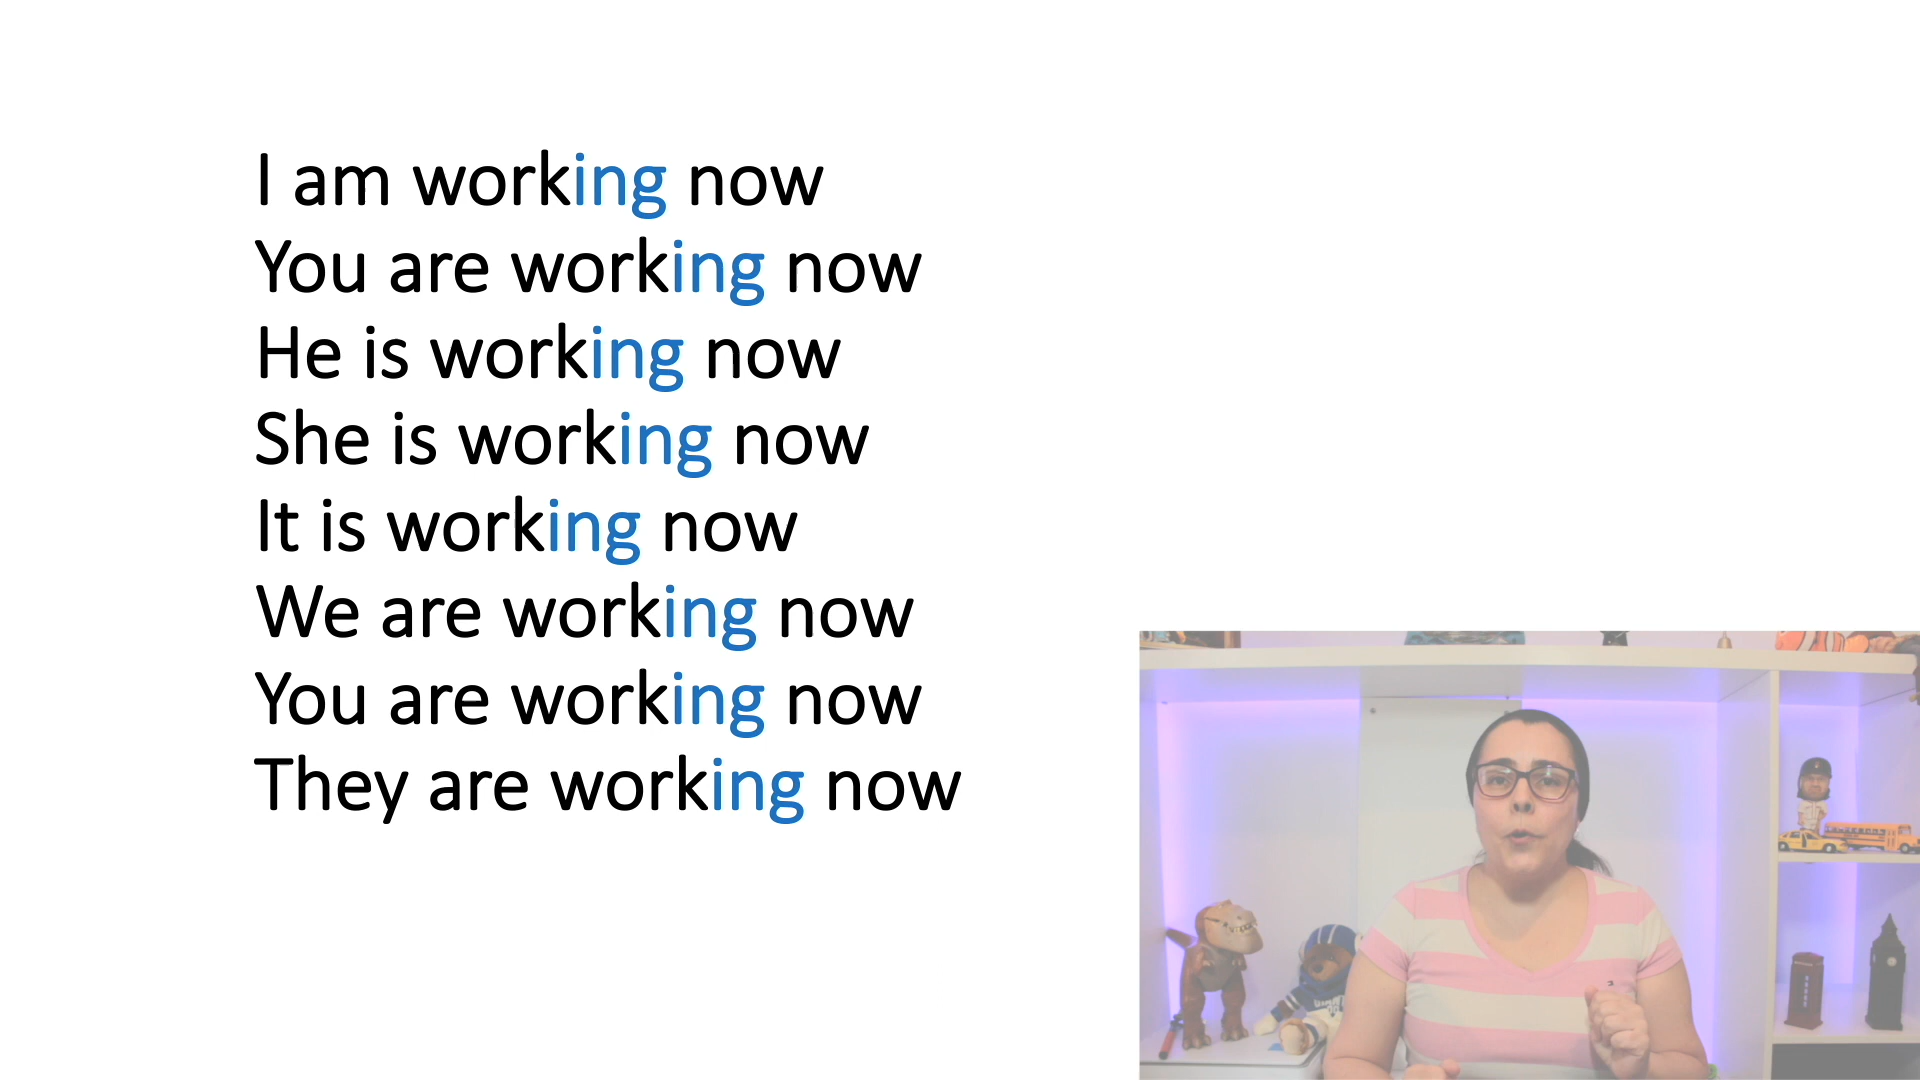 I am working now
You are working now
He is working now
She is working now
It is working now
We are working now
You are working now
They are working now